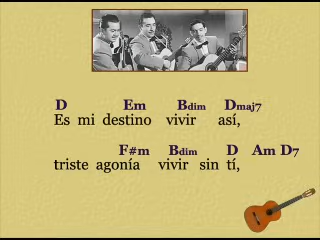 D Em Bdim Dmaj7
Es mi destino vivir así,
F#m Bdim D Am D7
triste agonía vivir sin tí,